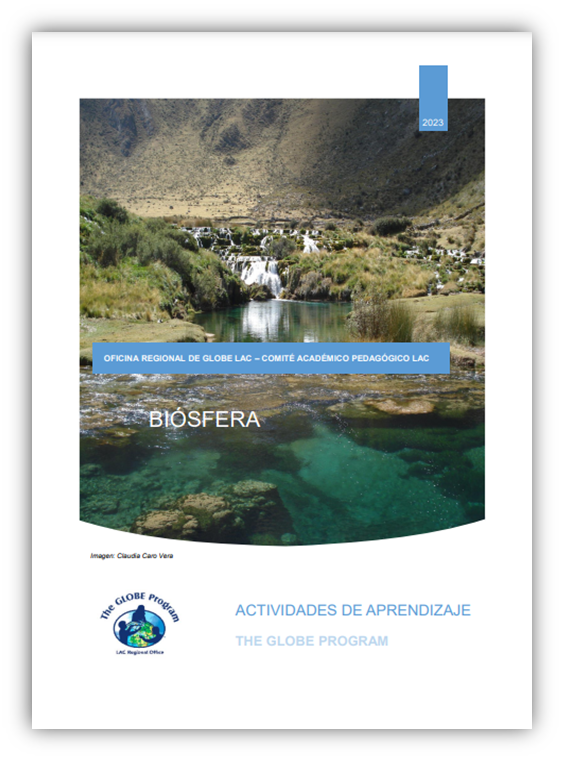 2023
OFICINA REGIONAL DE GLOBE LAC – COMITÉ ACADÉMICO PEDAGÓGICO LAC
BIÓSFERA
Imagen: Claudia Caro Vera
The GLOBE Program
LAC Regional Office
ACTIVIDADES DE APRENDIZAJE
THE GLOBE PROGRAM